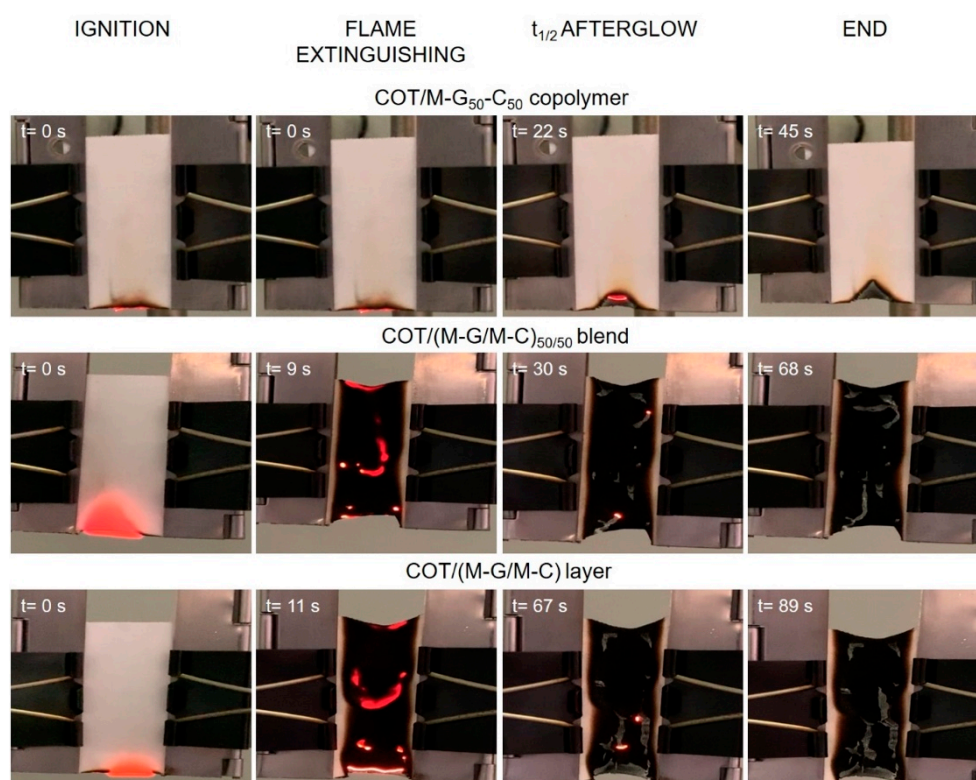 IGNITION
FLAME
EXTINGUISHING
t1/2 AFTERGLOW
END
COT/M-G50-C50 copolymer
t= 0 s
t= 0 s
t= 22 s
t= 45 s
COT/(M-G/M-C)50/50 blend
t= 0 s
t= 9 s
t= 30 s
t= 68 s
COT/(M-G/M-C) layer
t= 0 s
t= 11 s
t= 67 s
t= 89 s